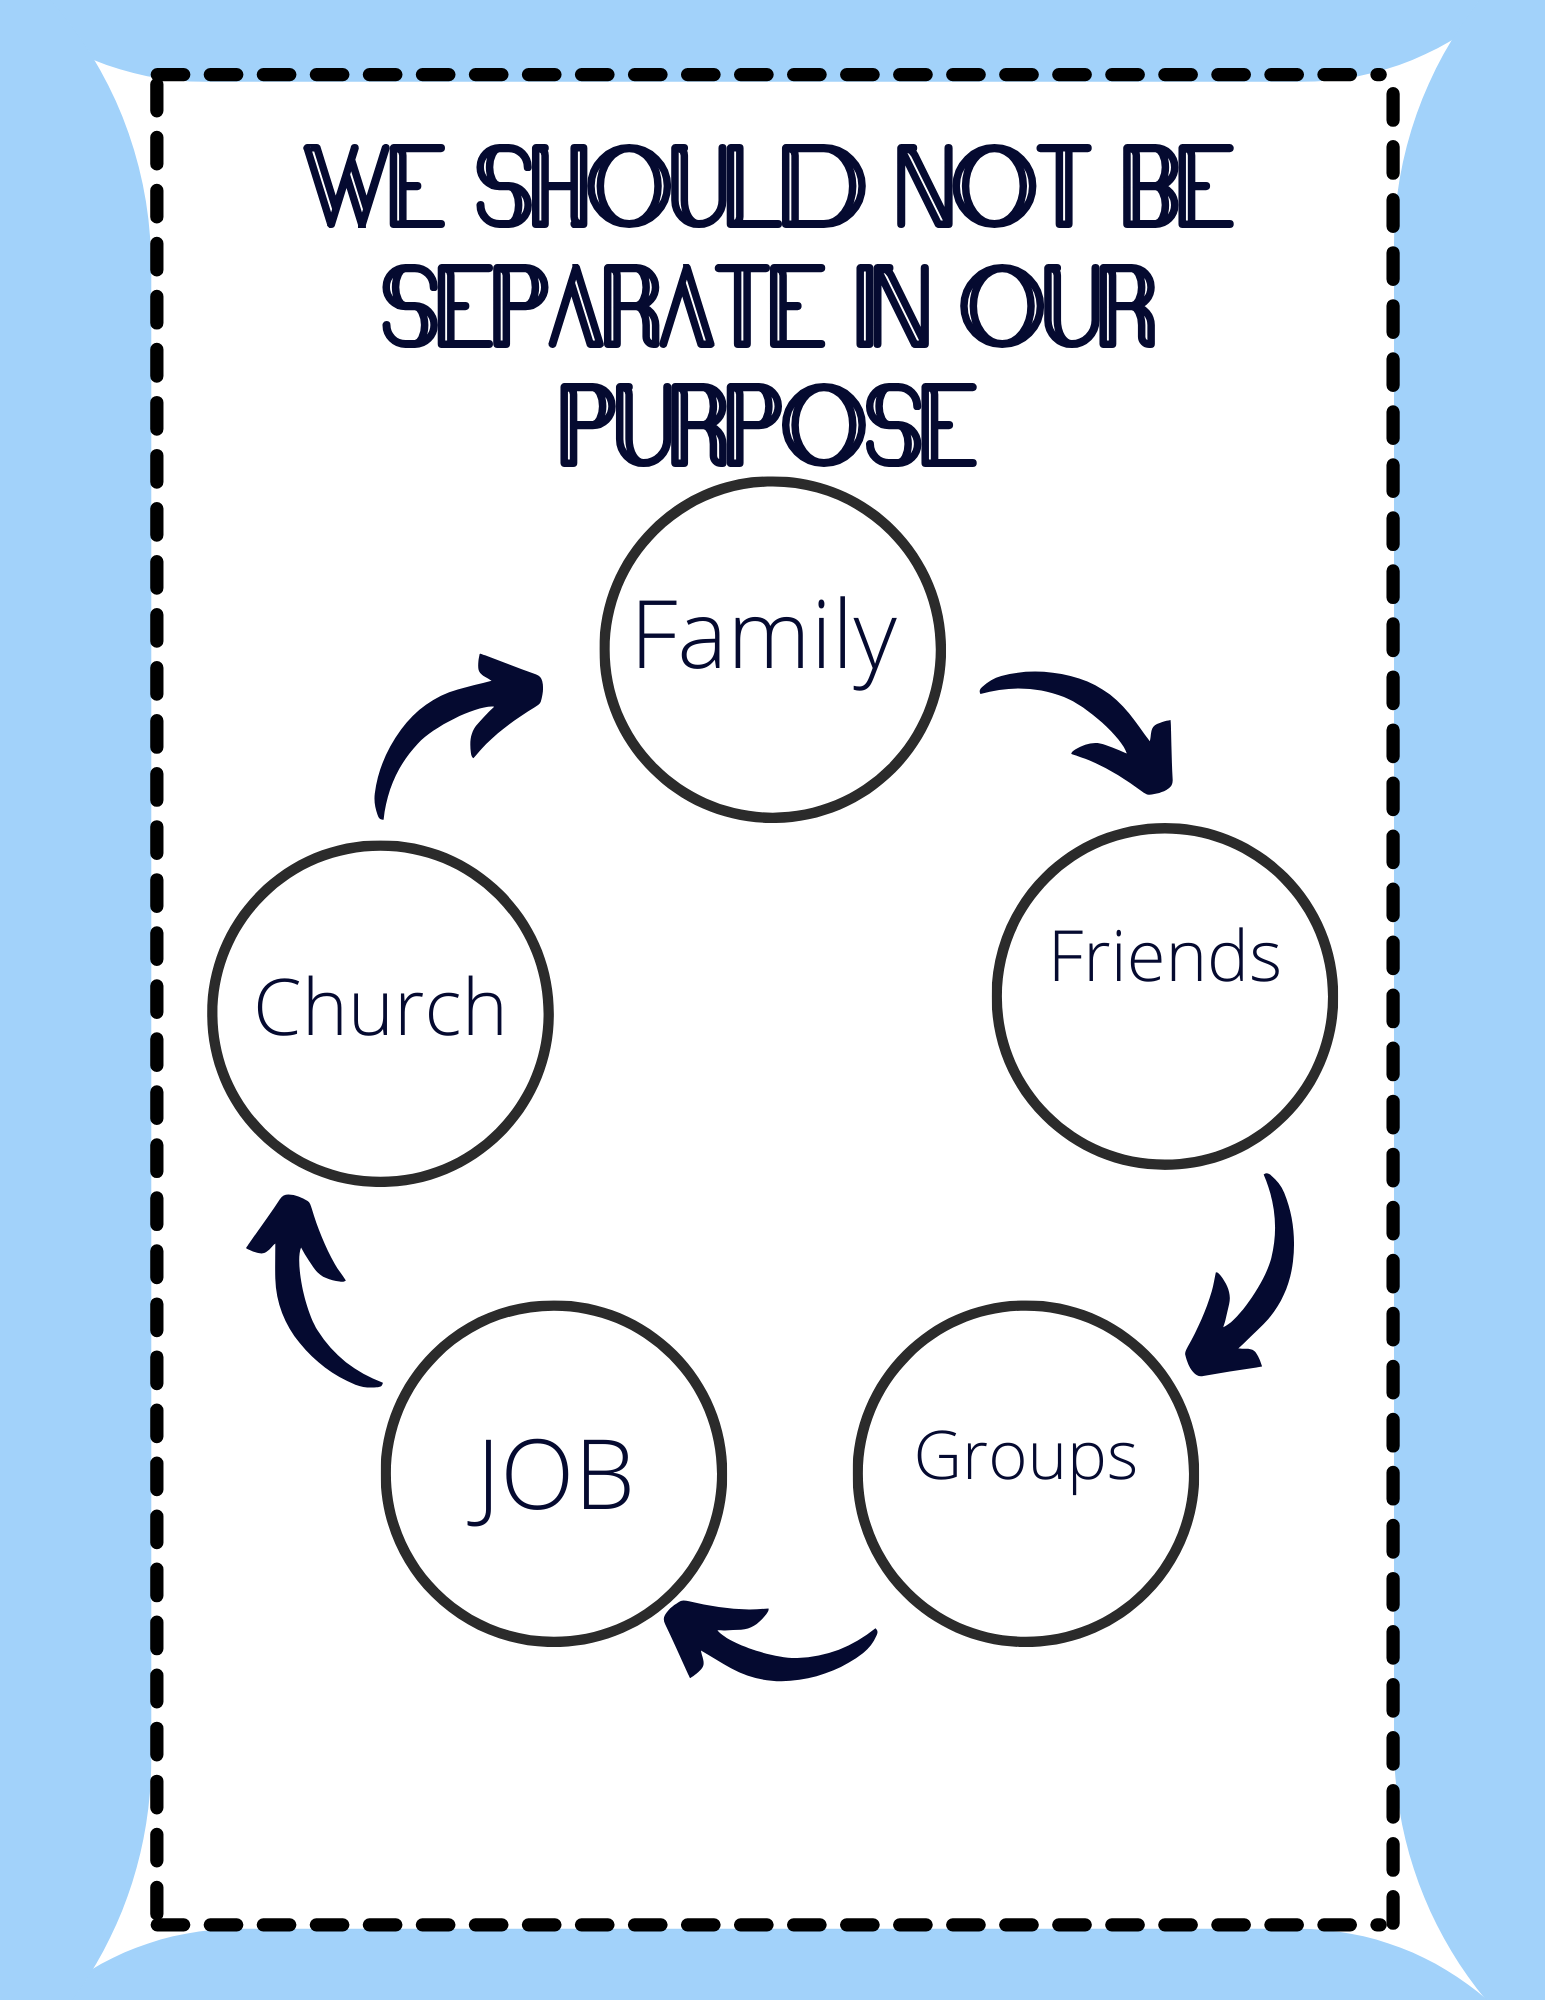 WE SHOULD NOT BE
SEPARATE IN OUR
PURPOSE
Family
Friends
Groups
JOB
Church